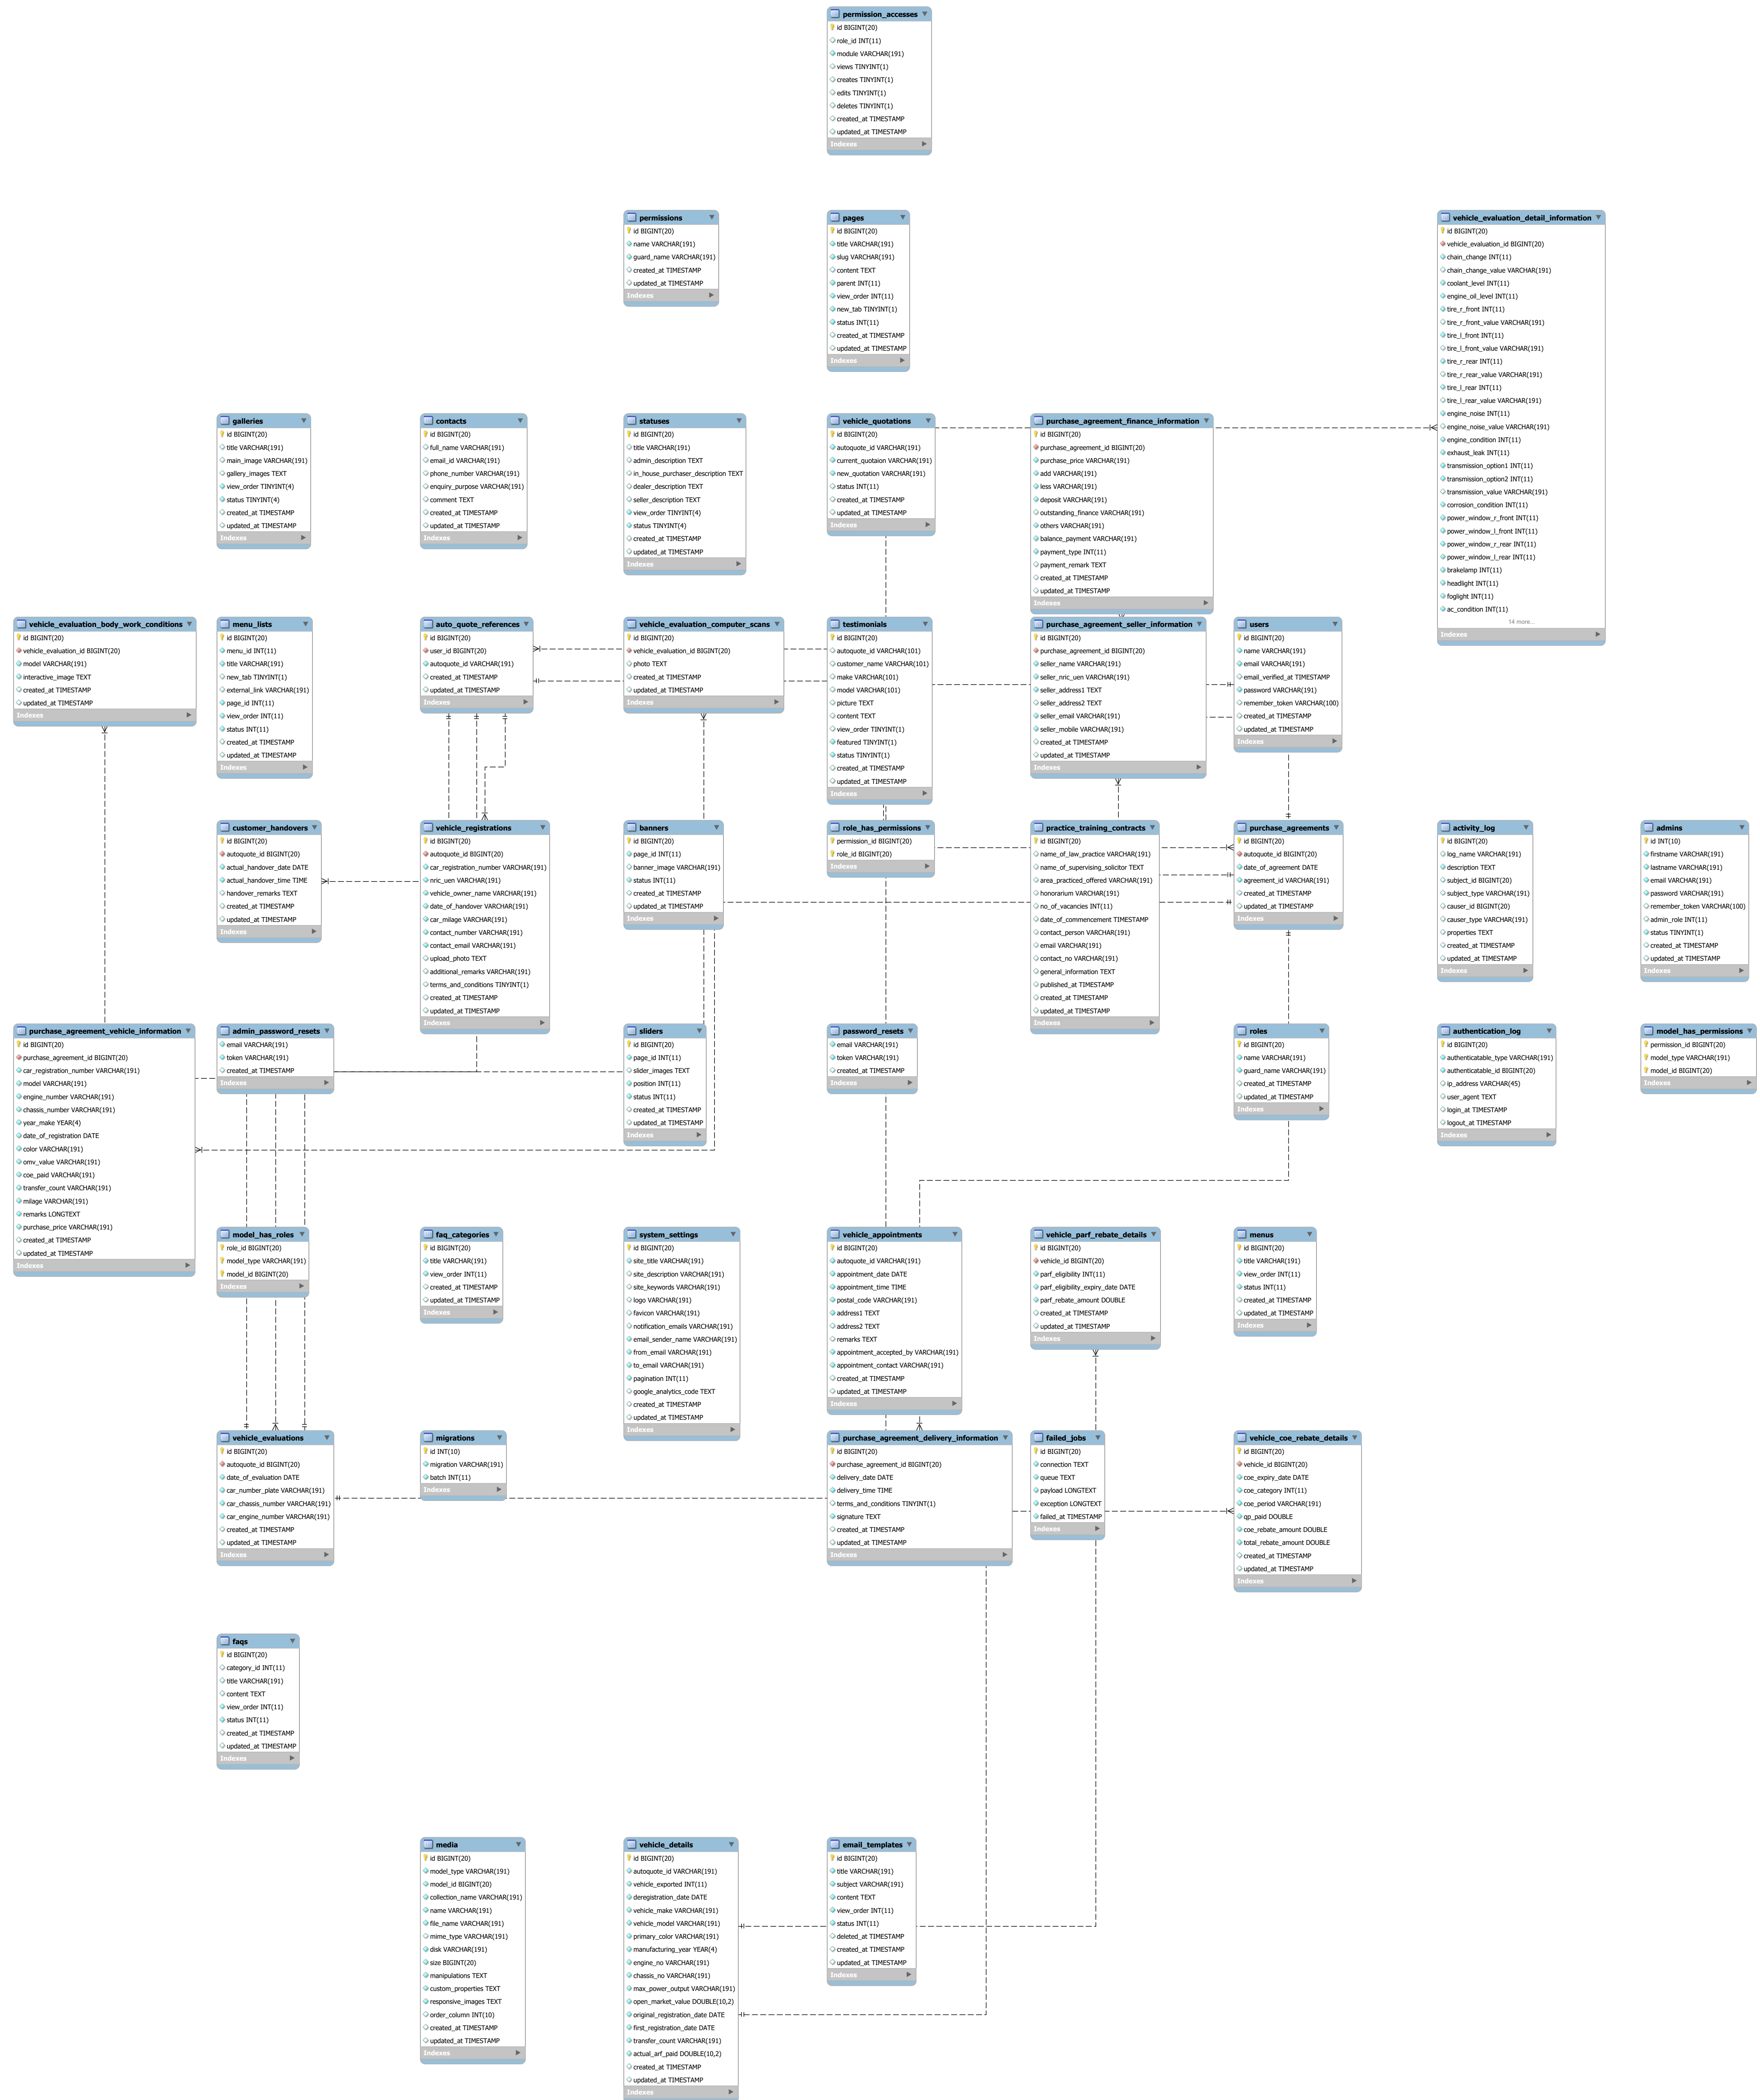 permission_accesses
id BIGINT(20)
role_id INT(11)
module VARCHAR(191)
views TINYINT(1)
creates TINYINT(1)
edits TINYINT(1)
deletes TINYINT(1)
created_at TIMESTAMP
updated_at TIMESTAMP
Indexes
permissions
id BIGINT(20)
name VARCHAR(191)
guard_name VARCHAR(191)
created_at TIMESTAMP
updated_at TIMESTAMP
Indexes
pages
id BIGINT(20)
title VARCHAR(191)
slug VARCHAR(191)
content TEXT
parent INT(11)
view_order INT(11)
new_tab TINYINT(1)
status INT(11)
created_at TIMESTAMP
updated_at TIMESTAMP
Indexes
vehicle_evaluation_detail_information
id BIGINT(20)
vehicle_evaluation_id BIGINT(20)
chain_change INT(11)
chain_change_value VARCHAR(191)
coolant_level INT(11)
engine_oil_level INT(11)
tire_r_front INT(11)
tire_r_front_value VARCHAR(191)
tire_l_front INT(11)
tire_l_front_value VARCHAR(191)
tire_r_rear INT(11)
tire_r_rear_value VARCHAR(191)
tire_l_rear INT(11)
tire_l_rear_value VARCHAR(191)
engine_noise INT(11)
engine_noise_value VARCHAR(191)
engine_condition INT(11)
exhaust_leak INT(11)
transmission_option1 INT(11)
transmission_option2 INT(11)
transmission_value VARCHAR(191)
corrosion_condition INT(11)
power_window_r_front INT(11)
power_window_l_front INT(11)
power_window_r_rear INT(11)
power_window_l_rear INT(11)
brakelamp INT(11)
headlight INT(11)
foglight INT(11)
ac_condition INT(11)
14 more...
Indexes
galleries
id BIGINT(20)
title VARCHAR(191)
main_image VARCHAR(191)
gallery_images TEXT
view_order TINYINT(4)
status TINYINT(4)
created_at TIMESTAMP
updated_at TIMESTAMP
Indexes
contacts
id BIGINT(20)
full_name VARCHAR(191)
email_id VARCHAR(191)
phone_number VARCHAR(191)
enquiry_purpose VARCHAR(191)
comment TEXT
created_at TIMESTAMP
updated_at TIMESTAMP
Indexes
statuses
id BIGINT(20)
title VARCHAR(191)
admin_description TEXT
in_house_purchaser_description TEXT
dealer_description TEXT
seller_description TEXT
view_order TINYINT(4)
status TINYINT(4)
created_at TIMESTAMP
updated_at TIMESTAMP
Indexes
vehicle_quotations
id BIGINT(20)
autoquote_id VARCHAR(191)
current_quotaion VARCHAR(191)
new_quotation VARCHAR(191)
status INT(11)
created_at TIMESTAMP
updated_at TIMESTAMP
Indexes
purchase_agreement_finance_information
id BIGINT(20)
purchase_agreement_id BIGINT(20)
purchase_price VARCHAR(191)
add VARCHAR(191)
less VARCHAR(191)
deposit VARCHAR(191)
outstanding_finance VARCHAR(191)
others VARCHAR(191)
balance_payment VARCHAR(191)
payment_type INT(11)
payment_remark TEXT
created_at TIMESTAMP
updated_at TIMESTAMP
Indexes
vehicle_evaluation_body_work_conditions
id BIGINT(20)
vehicle_evaluation_id BIGINT(20)
model VARCHAR(191)
interactive_image TEXT
created_at TIMESTAMP
updated_at TIMESTAMP
Indexes
menu_lists
id BIGINT(20)
menu_id INT(11)
title VARCHAR(191)
new_tab TINYINT(1)
external_link VARCHAR(191)
page_id INT(11)
view_order INT(11)
status INT(11)
created_at TIMESTAMP
updated_at TIMESTAMP
Indexes
auto_quote_references
id BIGINT(20)
user_id BIGINT(20)
autoquote_id VARCHAR(191)
created_at TIMESTAMP
updated_at TIMESTAMP
Indexes
vehicle_evaluation_computer_scans
id BIGINT(20)
vehicle_evaluation_id BIGINT(20)
photo TEXT
created_at TIMESTAMP
updated_at TIMESTAMP
Indexes
testimonials
id BIGINT(20)
autoquote_id VARCHAR(101)
customer_name VARCHAR(101)
make VARCHAR(101)
model VARCHAR(101)
picture TEXT
content TEXT
view_order TINYINT(1)
featured TINYINT(1)
status TINYINT(1)
created_at TIMESTAMP
updated_at TIMESTAMP
Indexes
purchase_agreement_seller_information
id BIGINT(20)
purchase_agreement_id BIGINT(20)
seller_name VARCHAR(191)
seller_nric_uen VARCHAR(191)
seller_address1 TEXT
seller_address2 TEXT
seller_email VARCHAR(191)
seller_mobile VARCHAR(191)
created_at TIMESTAMP
updated_at TIMESTAMP
Indexes
users
id BIGINT(20)
name VARCHAR(191)
email VARCHAR(191)
email_verified_at TIMESTAMP
password VARCHAR(191)
remember_token VARCHAR(100)
created_at TIMESTAMP
updated_at TIMESTAMP
Indexes
customer_handovers
id BIGINT(20)
autoquote_id BIGINT(20)
actual_handover_date DATE
actual_handover_time TIME
handover_remarks TEXT
created_at TIMESTAMP
updated_at TIMESTAMP
Indexes
vehicle_registrations
id BIGINT(20)
autoquote_id BIGINT(20)
car_registration_number VARCHAR(191)
nric_uen VARCHAR(191)
vehicle_owner_name VARCHAR(191)
date_of_handover VARCHAR(191)
car_milage VARCHAR(191)
contact_number VARCHAR(191)
contact_email VARCHAR(191)
upload_photo TEXT
additional_remarks VARCHAR(191)
terms_and_conditions TINYINT(1)
created_at TIMESTAMP
updated_at TIMESTAMP
Indexes
banners
id BIGINT(20)
page_id INT(11)
banner_image VARCHAR(191)
status INT(11)
created_at TIMESTAMP
updated_at TIMESTAMP
Indexes
role_has_permissions
permission_id BIGINT(20)
role_id BIGINT(20)
Indexes
practice_training_contracts
id BIGINT(20)
name_of_law_practice VARCHAR(191)
name_of_supervising_solicitor TEXT
area_practiced_offered VARCHAR(191)
honorarium VARCHAR(191)
no_of_vacancies INT(11)
date_of_commencement TIMESTAMP
contact_person VARCHAR(191)
email VARCHAR(191)
contact_no VARCHAR(191)
general_information TEXT
published_at TIMESTAMP
created_at TIMESTAMP
updated_at TIMESTAMP
Indexes
purchase_agreements
id BIGINT(20)
autoquote_id BIGINT(20)
date_of_agreement DATE
agreement_id VARCHAR(191)
created_at TIMESTAMP
updated_at TIMESTAMP
Indexes
activity_log
id BIGINT(20)
log_name VARCHAR(191)
description TEXT
subject_id BIGINT(20)
subject_type VARCHAR(191)
causer_id BIGINT(20)
causer_type VARCHAR(191)
properties TEXT
created_at TIMESTAMP
updated_at TIMESTAMP
Indexes
admins
id INT(10)
firstname VARCHAR(191)
lastname VARCHAR(191)
email VARCHAR(191)
password VARCHAR(191)
remember_token VARCHAR(100)
admin_role INT(11)
status TINYINT(1)
created_at TIMESTAMP
updated_at TIMESTAMP
Indexes
purchase_agreement_vehicle_information
id BIGINT(20)
purchase_agreement_id BIGINT(20)
car_registration_number VARCHAR(191)
model VARCHAR(191)
engine_number VARCHAR(191)
chassis_number VARCHAR(191)
year_make YEAR(4)
date_of_registration DATE
color VARCHAR(191)
omv_value VARCHAR(191)
coe_paid VARCHAR(191)
transfer_count VARCHAR(191)
milage VARCHAR(191)
remarks LONGTEXT
purchase_price VARCHAR(191)
created_at TIMESTAMP
updated_at TIMESTAMP
Indexes
admin_password_resets
email VARCHAR(191)
token VARCHAR(191)
created_at TIMESTAMP
Indexes
sliders
id BIGINT(20)
page_id INT(11)
slider_images TEXT
position INT(11)
status INT(11)
created_at TIMESTAMP
updated_at TIMESTAMP
Indexes
password_resets
email VARCHAR(191)
token VARCHAR(191)
created_at TIMESTAMP
Indexes
roles
id BIGINT(20)
name VARCHAR(191)
guard_name VARCHAR(191)
created_at TIMESTAMP
updated_at TIMESTAMP
Indexes
authentication_log
id BIGINT(20)
authenticatable_type VARCHAR(191)
authenticatable_id BIGINT(20)
ip_address VARCHAR(45)
user_agent TEXT
login_at TIMESTAMP
logout_at TIMESTAMP
Indexes
model_has_permissions
permission_id BIGINT(20)
model_type VARCHAR(191)
model_id BIGINT(20)
Indexes
model_has_roles
role_id BIGINT(20)
model_type VARCHAR(191)
model_id BIGINT(20)
Indexes
faq_categories
id BIGINT(20)
title VARCHAR(191)
view_order INT(11)
created_at TIMESTAMP
updated_at TIMESTAMP
Indexes
system_settings
id BIGINT(20)
site_title VARCHAR(191)
site_description VARCHAR(191)
site_keywords VARCHAR(191)
logo VARCHAR(191)
favicon VARCHAR(191)
notification_emails VARCHAR(191)
email_sender_name VARCHAR(191)
from_email VARCHAR(191)
to_email VARCHAR(191)
pagination INT(11)
google_analytics_code TEXT
created_at TIMESTAMP
updated_at TIMESTAMP
Indexes
vehicle_appointments
id BIGINT(20)
autoquote_id VARCHAR(191)
appointment_date DATE
appointment_time TIME
postal_code VARCHAR(191)
address1 TEXT
address2 TEXT
remarks TEXT
appointment_accepted_by VARCHAR(191)
appointment_contact VARCHAR(191)
created_at TIMESTAMP
updated_at TIMESTAMP
Indexes
vehicle_parf_rebate_details
id BIGINT(20)
vehicle_id BIGINT(20)
parf_eligibility INT(11)
parf_eligibility_expiry_date DATE
parf_rebate_amount DOUBLE
created_at TIMESTAMP
updated_at TIMESTAMP
Indexes
menus
id BIGINT(20)
title VARCHAR(191)
view_order INT(11)
status INT(11)
created_at TIMESTAMP
updated_at TIMESTAMP
Indexes
vehicle_evaluations
id BIGINT(20)
autoquote_id BIGINT(20)
date_of_evaluation DATE
car_number_plate VARCHAR(191)
car_chassis_number VARCHAR(191)
car_engine_number VARCHAR(191)
created_at TIMESTAMP
updated_at TIMESTAMP
Indexes
migrations
id INT(10)
migration VARCHAR(191)
batch INT(11)
Indexes
purchase_agreement_delivery_information
id BIGINT(20)
purchase_agreement_id BIGINT(20)
delivery_date DATE
delivery_time TIME
terms_and_conditions TINYINT(1)
signature TEXT
created_at TIMESTAMP
updated_at TIMESTAMP
Indexes
failed_jobs
id BIGINT(20)
connection TEXT
queue TEXT
payload LONGTEXT
exception LONGTEXT
failed_at TIMESTAMP
Indexes
vehicle_coe_rebate_details
id BIGINT(20)
vehicle_id BIGINT(20)
coe_expiry_date DATE
coe_category INT(11)
coe_period VARCHAR(191)
qp_paid DOUBLE
coe_rebate_amount DOUBLE
total_rebate_amount DOUBLE
created_at TIMESTAMP
updated_at TIMESTAMP
Indexes
faqs
id BIGINT(20)
category_id INT(11)
title VARCHAR(191)
content TEXT
view_order INT(11)
status INT(11)
created_at TIMESTAMP
updated_at TIMESTAMP
Indexes
media
id BIGINT(20)
model_type VARCHAR(191)
model_id BIGINT(20)
collection_name VARCHAR(191)
name VARCHAR(191)
file_name VARCHAR(191)
mime_type VARCHAR(191)
disk VARCHAR(191)
size BIGINT(20)
manipulations TEXT
custom_properties TEXT
responsive_images TEXT
order_column INT(10)
created_at TIMESTAMP
updated_at TIMESTAMP
Indexes
vehicle_details
id BIGINT(20)
autoquote_id VARCHAR(191)
vehicle_exported INT(11)
deregistration_date DATE
vehicle_make VARCHAR(191)
vehicle_model VARCHAR(191)
primary_color VARCHAR(191)
manufacturing_year YEAR(4)
engine_no VARCHAR(191)
chassis_no VARCHAR(191)
max_power_output VARCHAR(191)
open_market_value DOUBLE(10,2)
original_registration_date DATE
first_registration_date DATE
transfer_count VARCHAR(191)
actual_arf_paid DOUBLE(10,2)
created_at TIMESTAMP
updated_at TIMESTAMP
Indexes
email_templates
id BIGINT(20)
title VARCHAR(191)
subject VARCHAR(191)
content TEXT
view_order INT(11)
status INT(11)
deleted_at TIMESTAMP
created_at TIMESTAMP
updated_at TIMESTAMP
Indexes